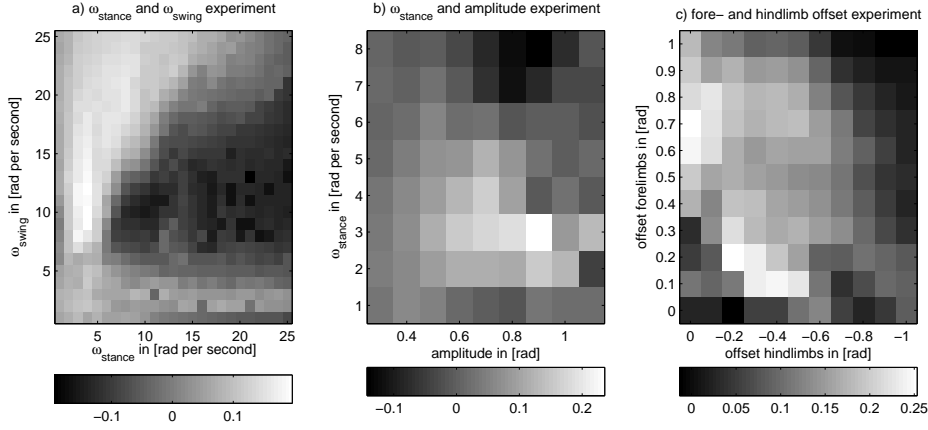 a) ω_stance and ω_swing experiment
ω_swing in [rad per second]
25
20
15
10
5
5 10 15 20 25
ω_stance in [rad per second]
−0.1 0 0.1
b) ω_stance and amplitude experiment
ω_stance in [rad per second]
8
7
6
5
4
3
2
1
0.4 0.6 0.8 1
amplitude in [rad]
−0.1 0 0.1 0.2
c) fore− and hindlimb offset experiment
offset forelimbs in [rad]
1
0.9
0.8
0.7
0.6
0.5
0.4
0.3
0.2
0.1
0
0 −0.2 −0.4 −0.6 −0.8 −1
offset hindlimbs in [rad]
0 0.05 0.1 0.15 0.2 0.25